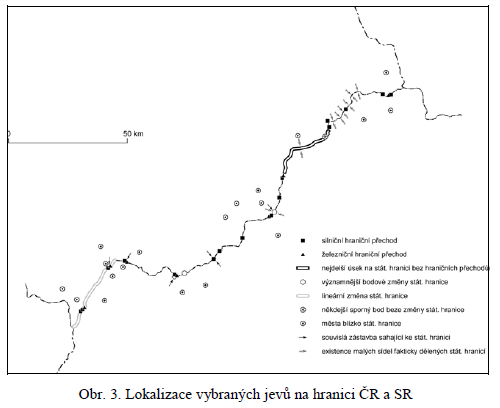 0
50 km
silniční hraniční přechod
železniční hraniční přechod
nejdelší úsek na stát. hranici bez hraničních přechodů
významnější bodové změny stát. hranice
lineární změna stát. hranice
někdejší sporný bod beze změny stát. hranice
města blízko stát. hranice
souvislá zástavba sahající ke stát. hranici
existence malých sídel fakticky dělených stát. hranicí
Obr. 3. Lokalizace vybraných jevů na hranici ČR a SR